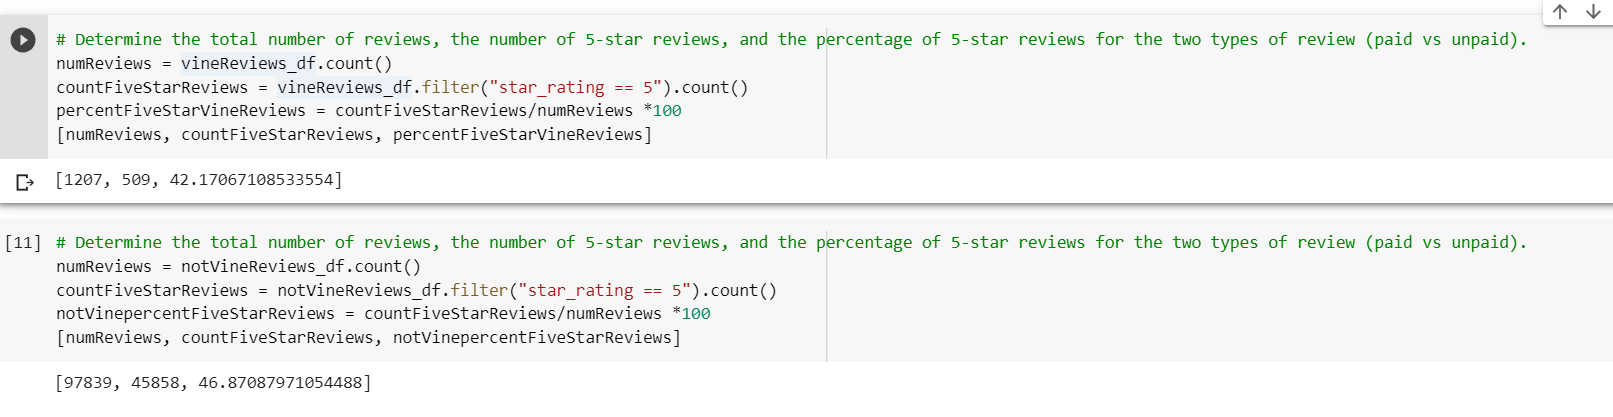 # Determine the total number of reviews, the number of 5-star reviews, and the percentage of 5-star reviews for the two types of review (paid vs unpaid).
numReviews = vineReviews_df.count()
countFiveStarReviews = vineReviews_df.filter("star_rating == 5").count()
percentFiveStarVineReviews = countFiveStarReviews/numReviews *100
[numReviews, countFiveStarReviews, percentFiveStarVineReviews]
[1207, 509, 42.17067108533554]
[11] # Determine the total number of reviews, the number of 5-star reviews, and the percentage of 5-star reviews for the two types of review (paid vs unpaid).
numReviews = notVineReviews_df.count()
countFiveStarReviews = notVineReviews_df.filter("star_rating == 5").count()
notVinepercentFiveStarReviews = countFiveStarReviews/numReviews *100
[numReviews, countFiveStarReviews, notVinepercentFiveStarReviews]
[97839, 45858, 46.87087971054488]